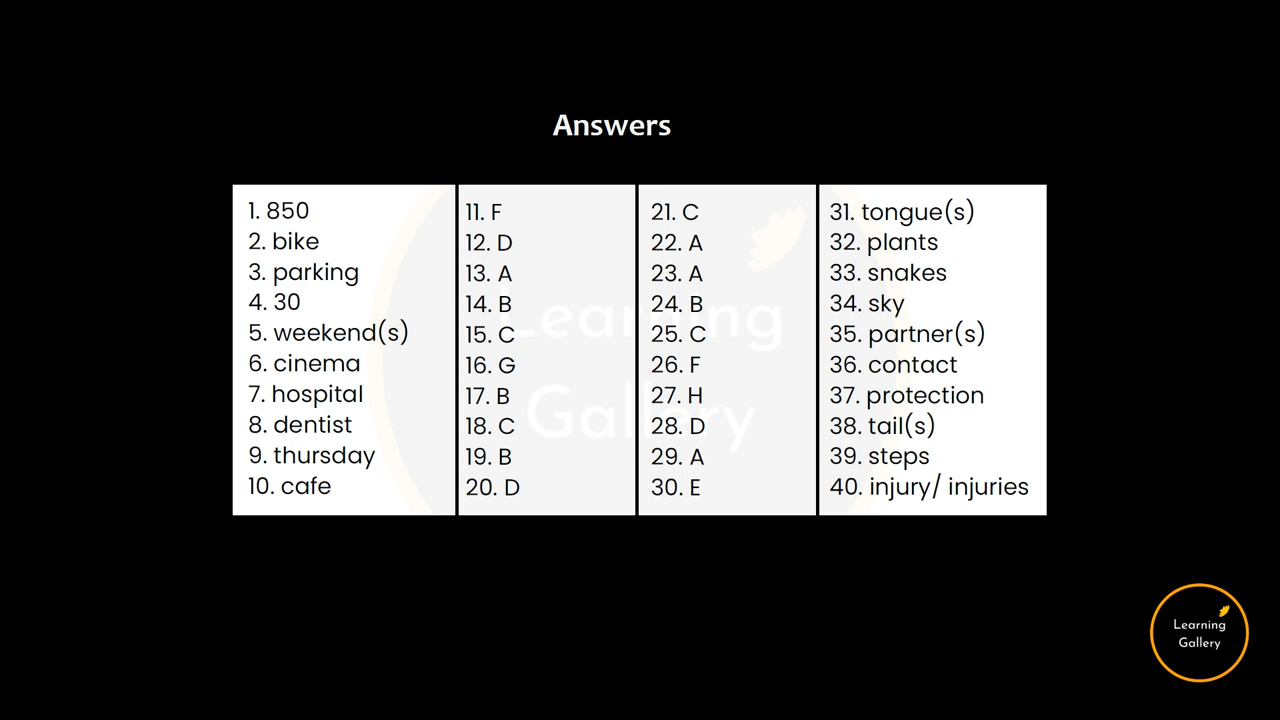 Answers
1. 850
2. bike
3. parking
4. 30
5. weekend(s)
6. cinema
7. hospital
8. dentist
9. thursday
10. cafe
11. F
12. D
13. A
14. B
15. C
16. G
17. B
18. C
19. B
20. D
21. C
22. A
23. A
24. B
25. C
26. F
27. H
28. D
29. A
30. E
31. tongue(s)
32. plants
33. snakes
34. sky
35. partner(s)
36. contact
37. protection
38. tail(s)
39. steps
40. injury/ injuries
Learning
Gallery
Learning
Gallery